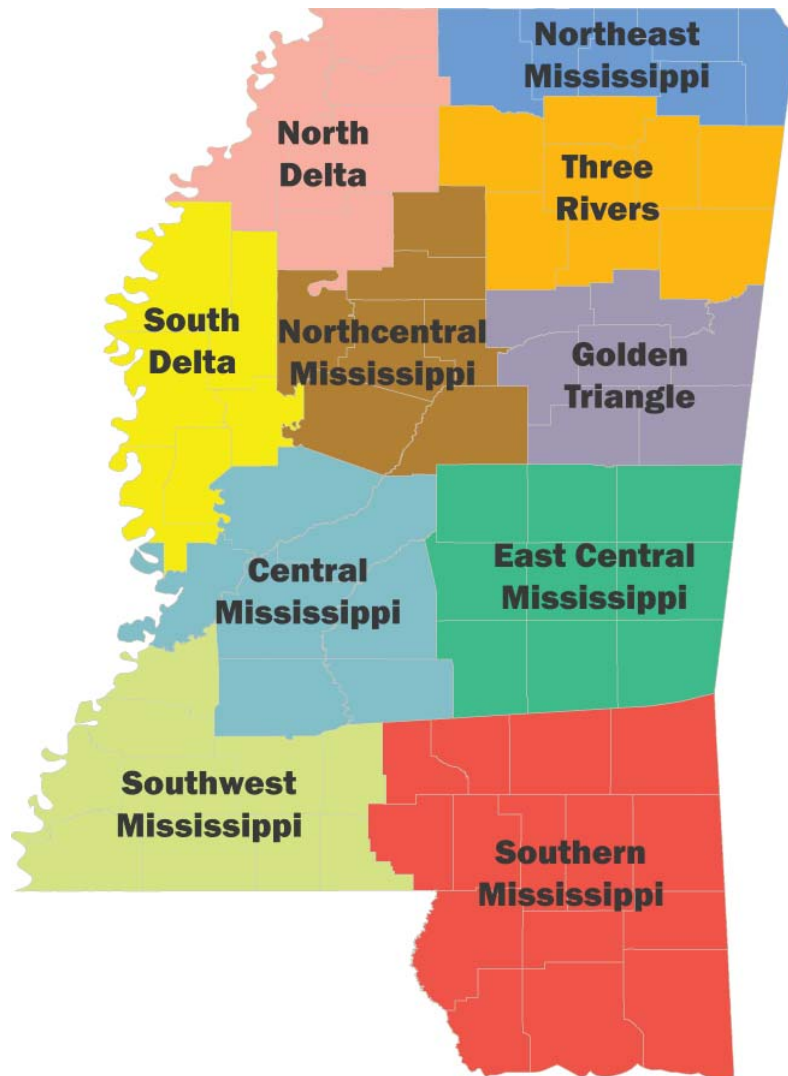 Northeast
Mississippi
North
Delta
Three
Rivers
South
Delta
Northcentral
Mississippi
Golden
Triangle
Central
Mississippi
East Central
Mississippi
Southwest
Mississippi
Southern
Mississippi